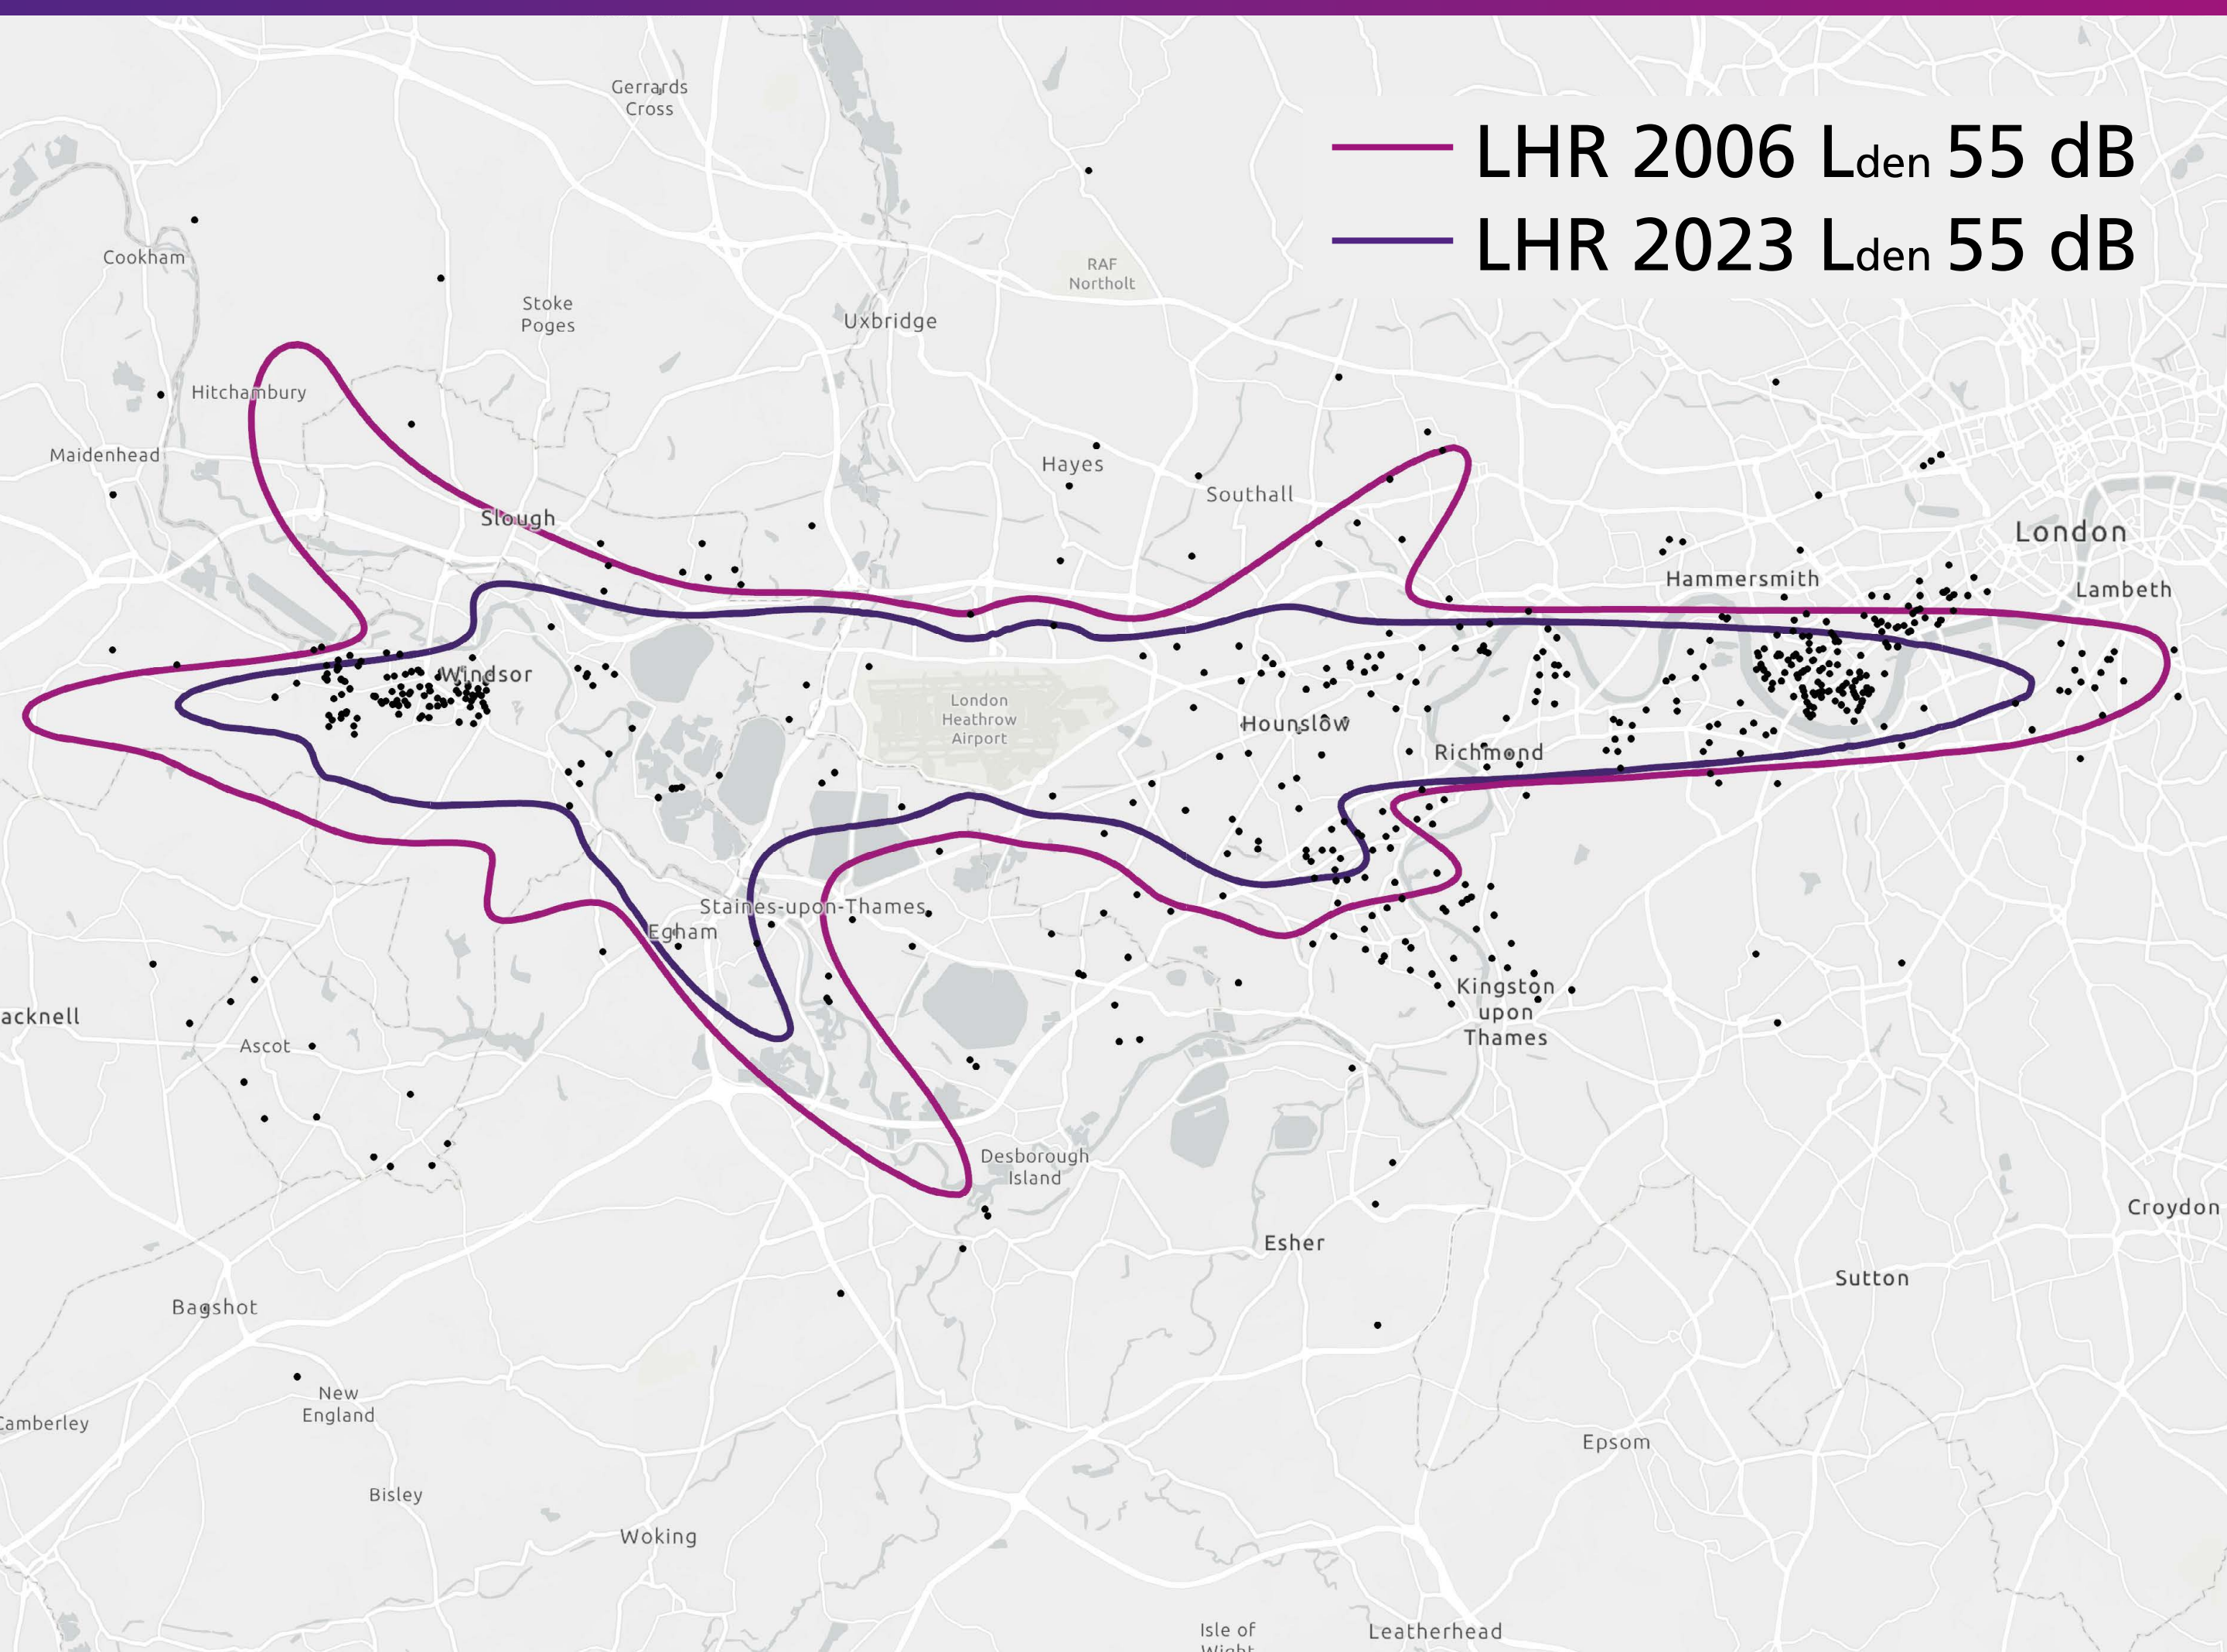 Gerrards
Cross
LHR 2006 Lden 55 dB
LHR 2023 Lden 55 dB
Cookham
RAF
Northolt
Stoke
Poges
Uxbridge
Hitchambury
Maidenhead
Hayes
Southall
Slough
London
Hammersmith
Lambeth
Windsor
London
Heathrow
Airport
Hounslow
Richmond
Staines-upon-Thames
Egham
Kingston
upon
Thames
acknell
Ascot
Desborough
Island
Croydon
Esher
Sutton
Bagshot
New
England
Camberley
Epsom
Bisley
Woking
Isle of
Wight
Leatherhead